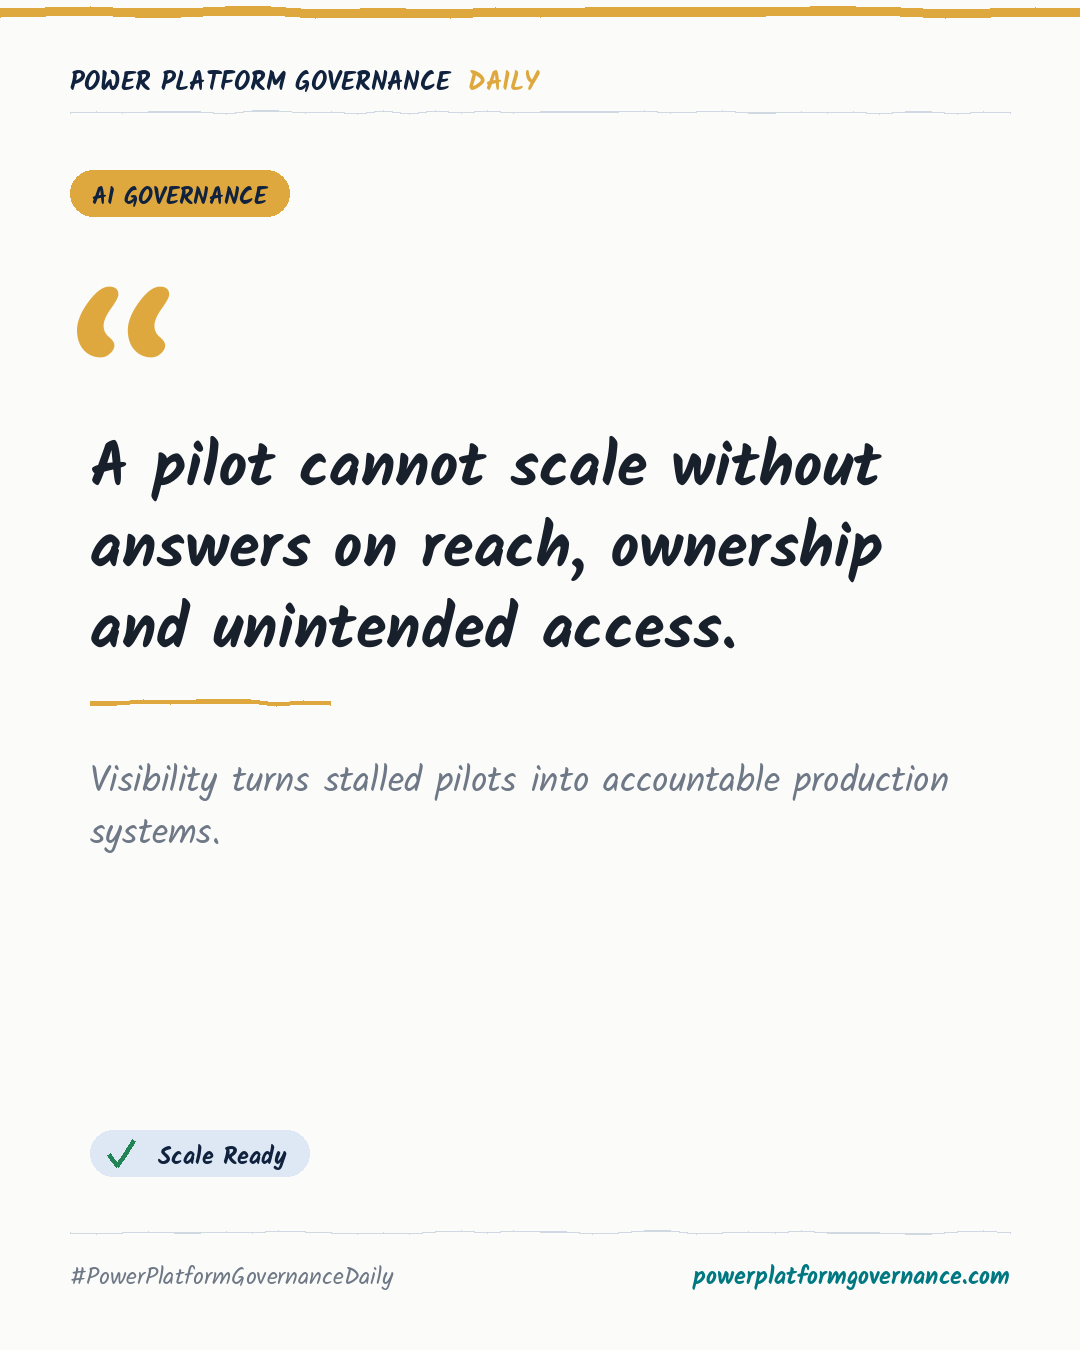 POWER PLATFORM GOVERNANCE DAILY
AI GOVERNANCE
“
A pilot cannot scale without
answers on reach, ownership
and unintended access.
Visibility turns stalled pilots into accountable production
systems.
✓ Scale Ready
#PowerPlatformGovernanceDaily
powerplatformgovernance.com